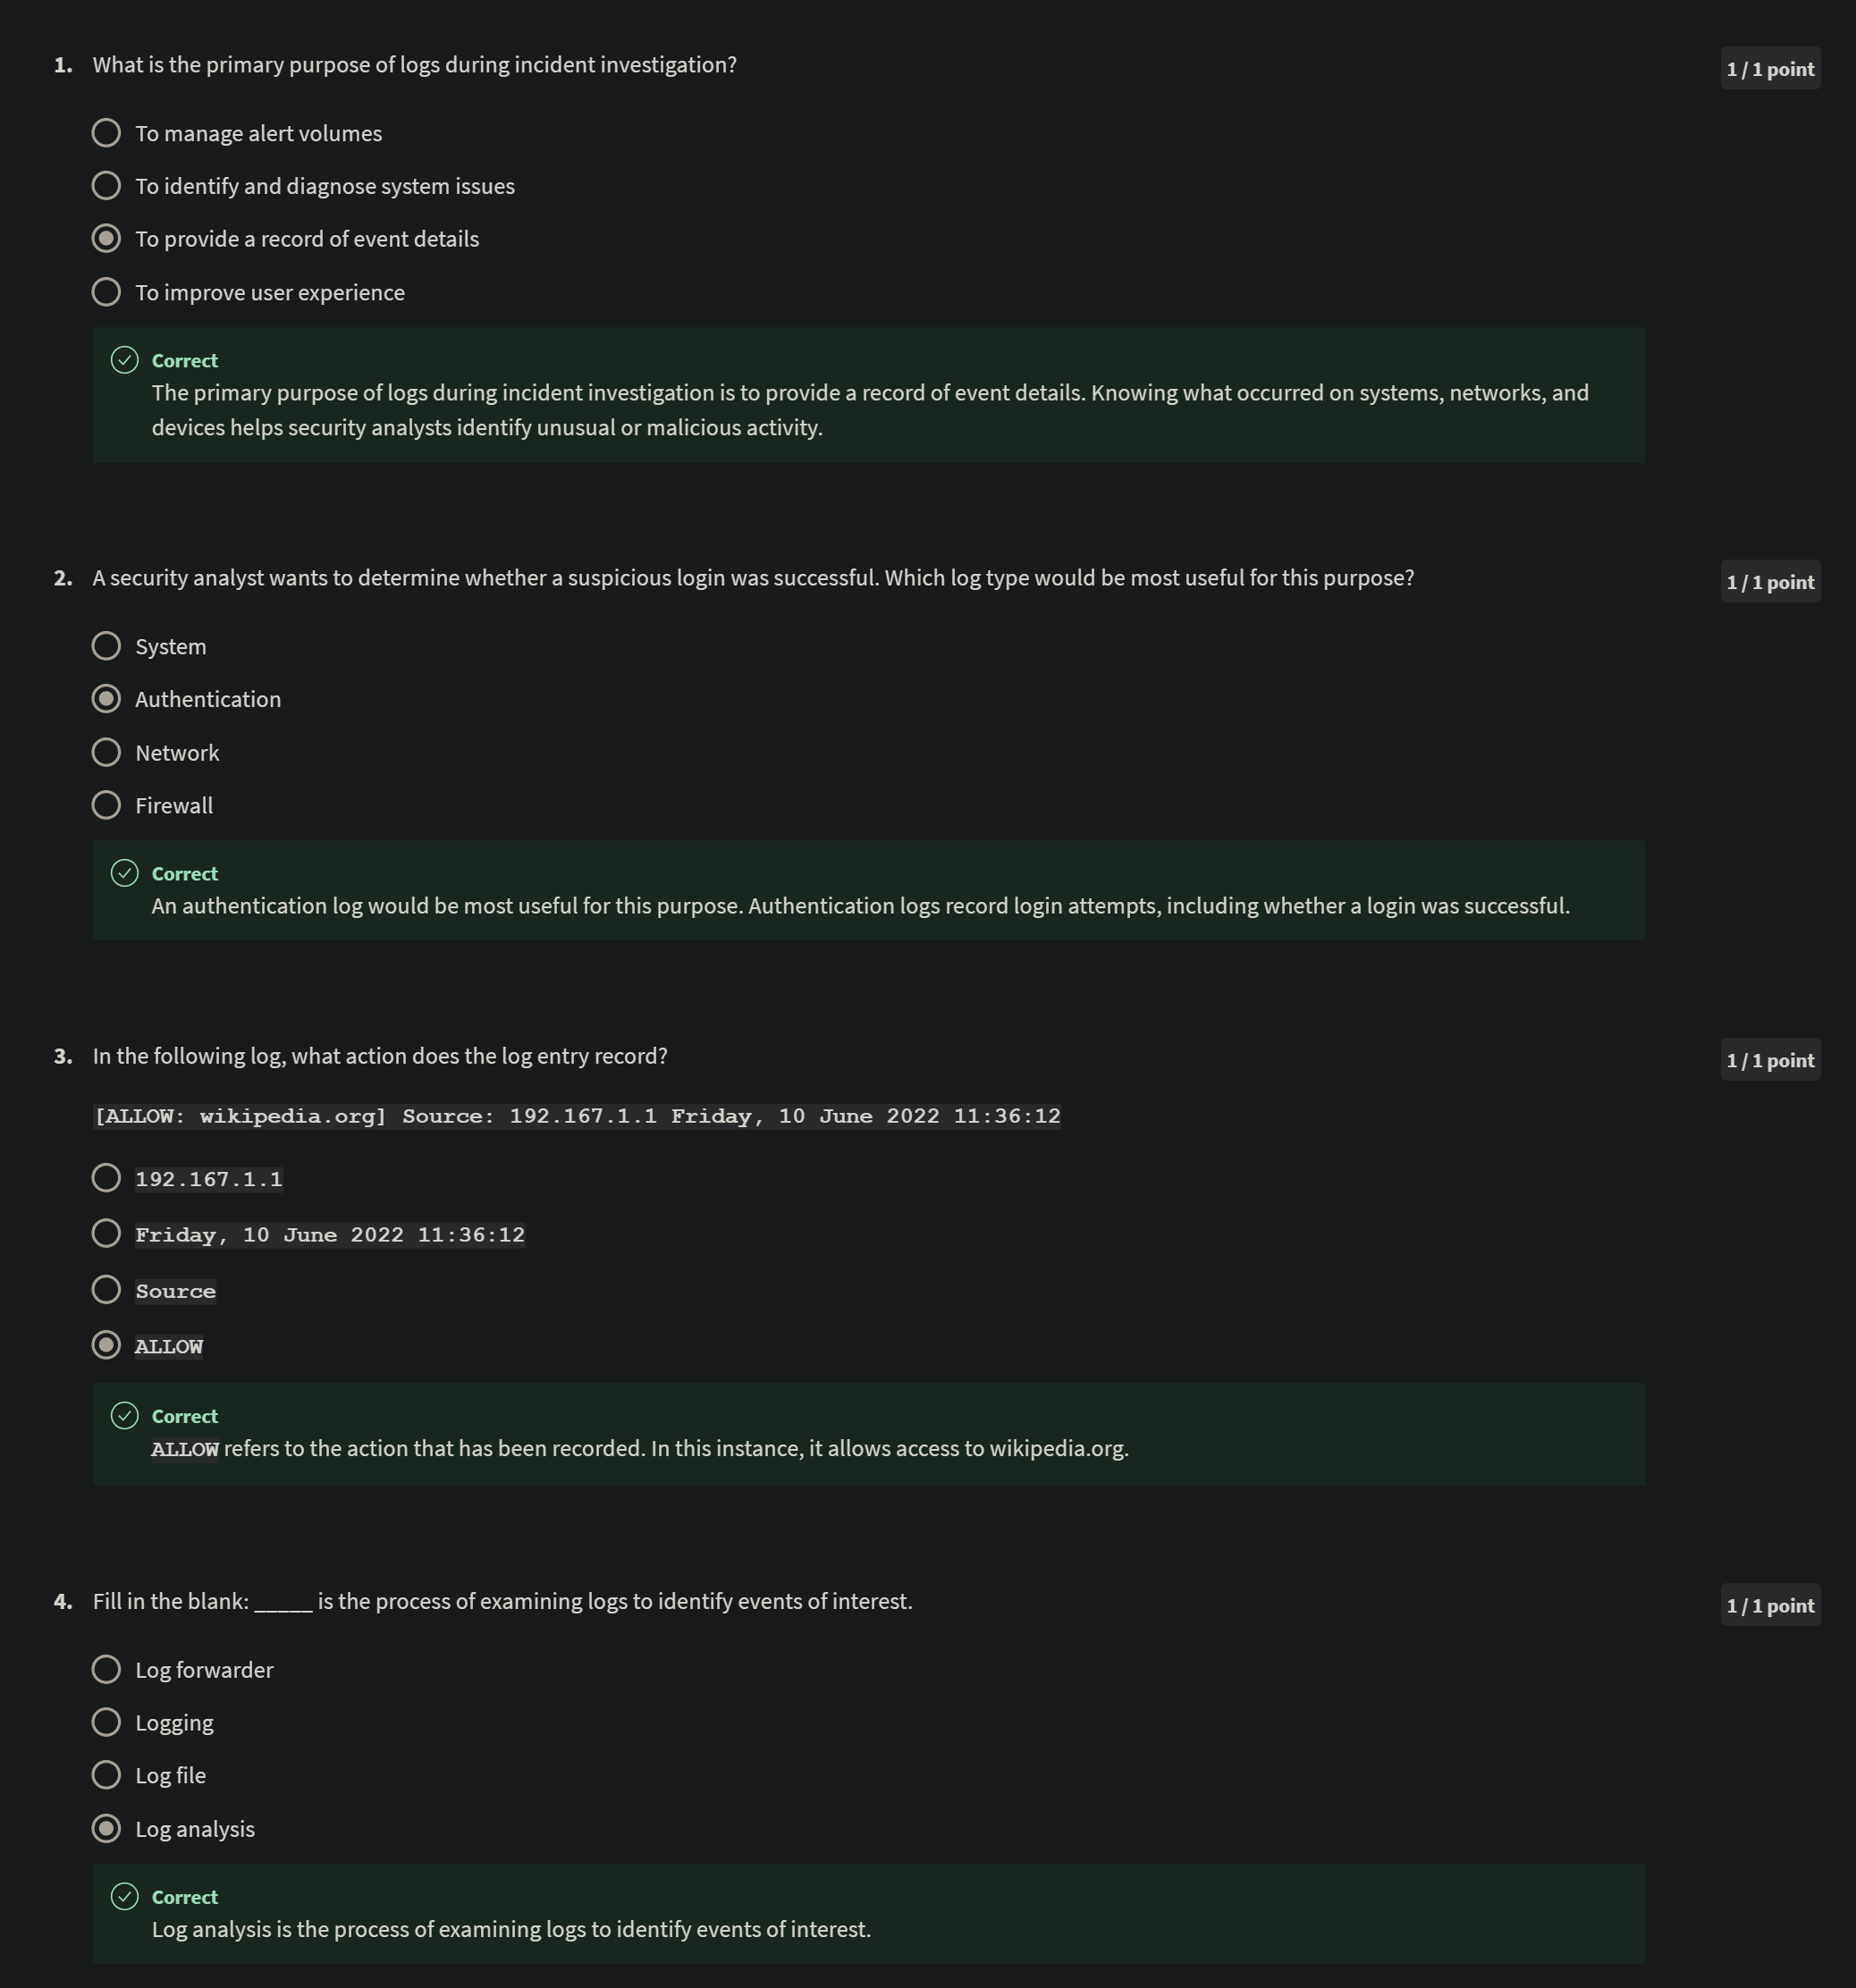 1. What is the primary purpose of logs during incident investigation?
1 / 1 point
To manage alert volumes
To identify and diagnose system issues
To provide a record of event details
To improve user experience
Correct
The primary purpose of logs during incident investigation is to provide a record of event details. Knowing what occurred on systems, networks, and
devices helps security analysts identify unusual or malicious activity.
2. A security analyst wants to determine whether a suspicious login was successful. Which log type would be most useful for this purpose?
1 / 1 point
System
Authentication
Network
Firewall
Correct
An authentication log would be most useful for this purpose. Authentication logs record login attempts, including whether a login was successful.
3. In the following log, what action does the log entry record?
1 / 1 point
[ALLOW: wikipedia.org] Source: 192.167.1.1 Friday, 10 June 2022 11:36:12
192.167.1.1
Friday, 10 June 2022 11:36:12
Source
ALLOW
Correct
ALLOW refers to the action that has been recorded. In this instance, it allows access to wikipedia.org.
4. Fill in the blank: _____ is the process of examining logs to identify events of interest.
1 / 1 point
Log forwarder
Logging
Log file
Log analysis
Correct
Log analysis is the process of examining logs to identify events of interest.